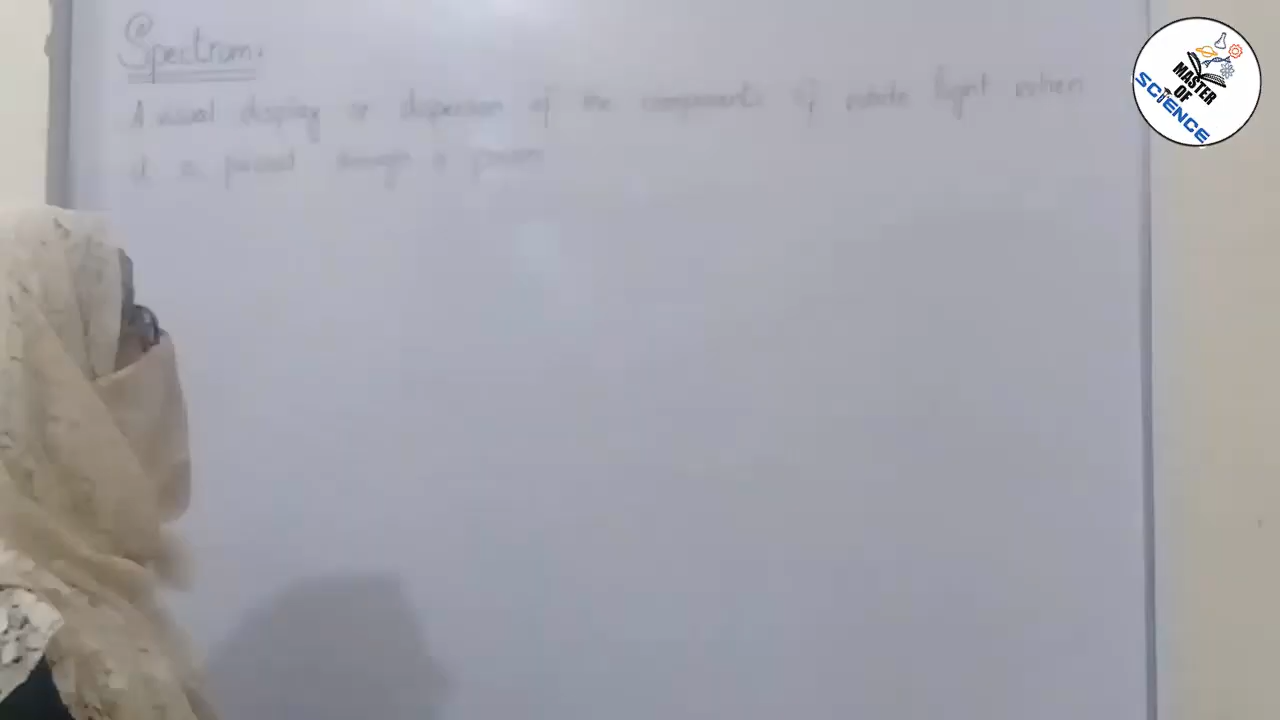 Spectrum.
A visual display or dispersion of the components of white light when
it is passed through a prism
MASTER
OF
SCIENCE